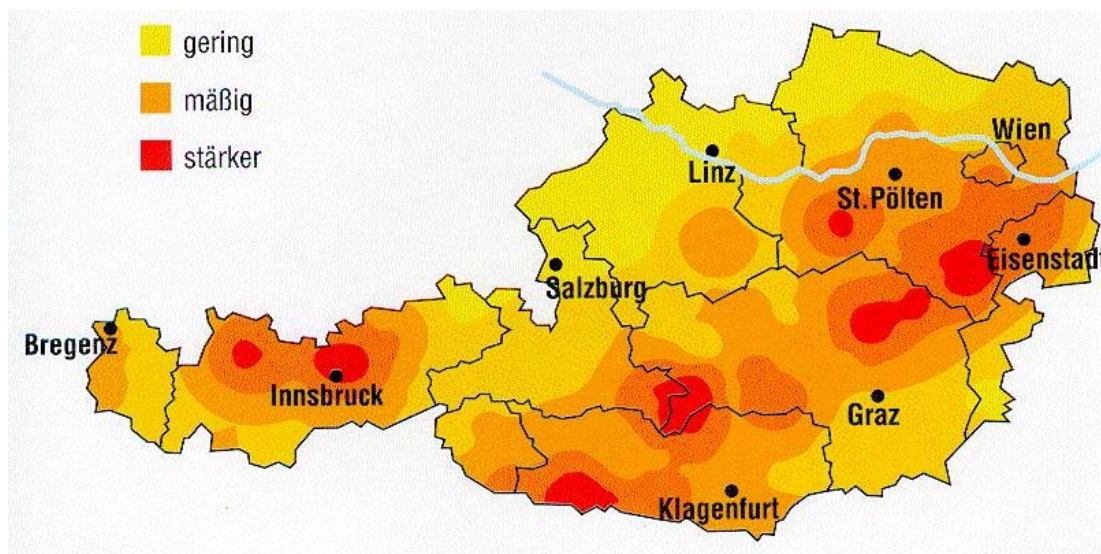 gering
mäßig
stärker
Wien
Linz
St.Pölten
Eisenstadt
Salzburg
Bregenz
Innsbruck
Graz
Klagenfurt